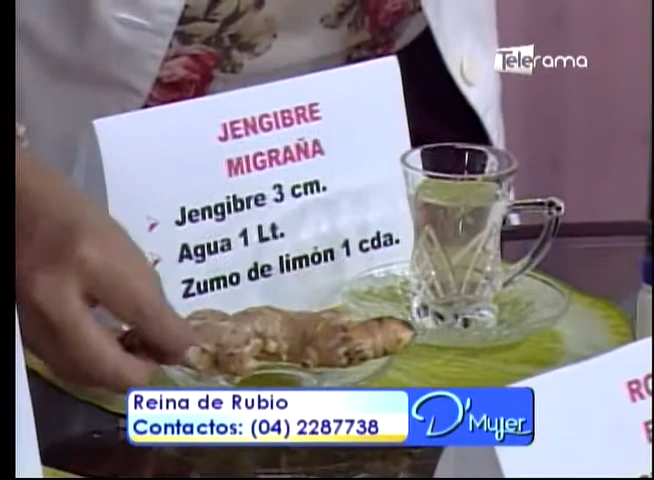 Telerama
JENGIBRE
MIGRAÑA
Jengibre 3 cm.
Agua 1 Lt.
Zumo de limón 1 cda.
Reina de Rubio
Contactos: (04) 2287738
D'Mujer